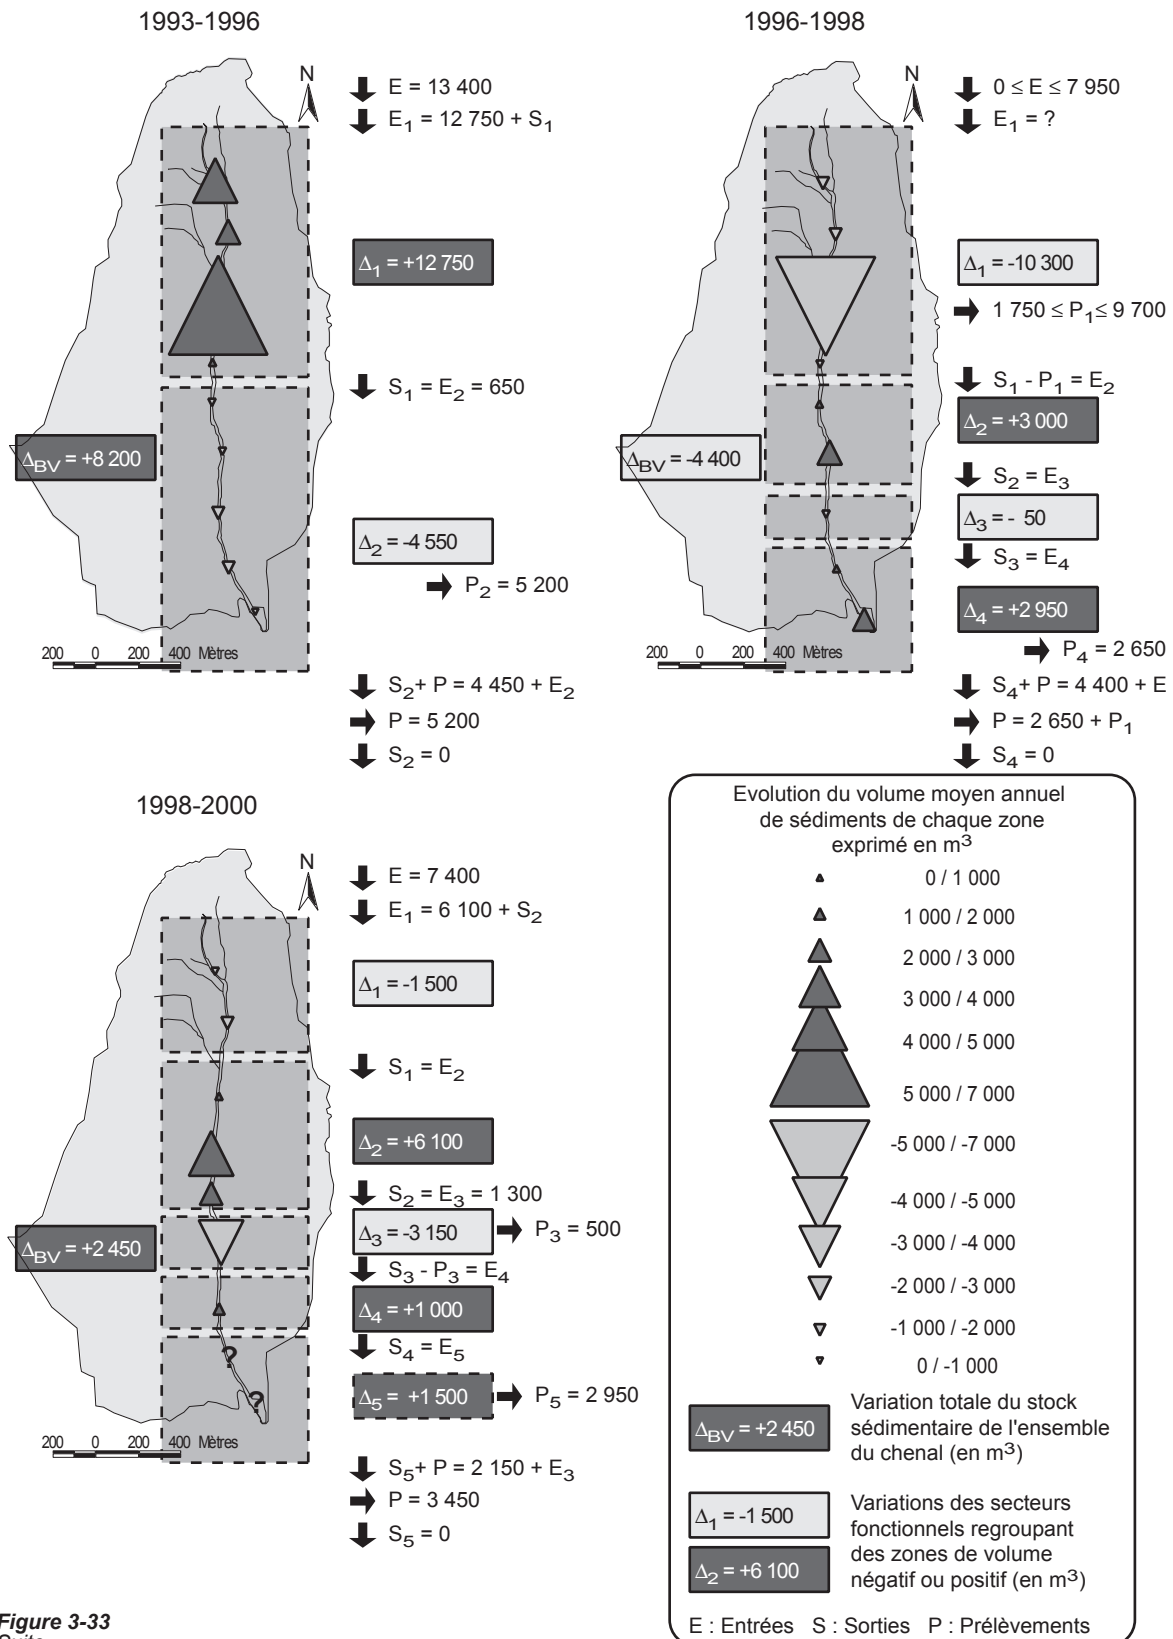 1993-1996
N
E = 13 400
E1 = 12 750 + S1
Δ1 = +12 750
S1 = E2 = 650
ΔBV = +8 200
Δ2 = -4 550
P2 = 5 200
200 0 200 400 Mètres
S2+ P = 4 450 + E2
P = 5 200
S2 = 0
1996-1998
N
0 ≤ E ≤ 7 950
E1 = ?
Δ1 = -10 300
1 750 ≤ P1 ≤ 9 700
S1 - P1 = E2
Δ2 = +3 000
ΔBV = -4 400
S2 = E3
Δ3 = - 50
S3 = E4
Δ4 = +2 950
P4 = 2 650
200 0 200 400 Mètres
S4+ P = 4 400 + E
P = 2 650 + P1
S4 = 0
1998-2000
N
E = 7 400
E1 = 6 100 + S2
Δ1 = -1 500
S1 = E2
Δ2 = +6 100
S2 = E3 = 1 300
ΔBV = +2 450
Δ3 = -3 150
P3 = 500
S3 - P3 = E4
Δ4 = +1 000
S4 = E5
?
?
Δ5 = +1 500
P5 = 2 950
200 0 200 400 Mètres
S5+ P = 2 150 + E3
P = 3 450
S5 = 0
Evolution du volume moyen annuel
de sédiments de chaque zone
exprimé en m³
0 / 1 000
1 000 / 2 000
2 000 / 3 000
3 000 / 4 000
4 000 / 5 000
5 000 / 7 000
-5 000 / -7 000
-4 000 / -5 000
-3 000 / -4 000
-2 000 / -3 000
-1 000 / -2 000
0 / -1 000
ΔBV = +2 450
Variation totale du stock
sédimentaire de l'ensemble
du chenal (en m³)
Δ1 = -1 500
Δ2 = +6 100
Variations des secteurs
fonctionnels regroupant
des zones de volume
négatif ou positif (en m³)
E : Entrées S : Sorties P : Prélèvements
Figure 3-33